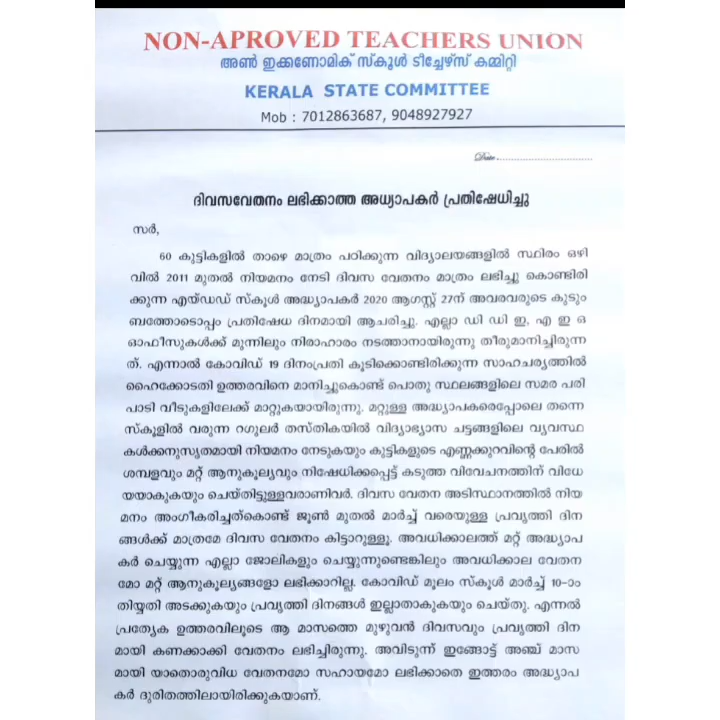 NON-APROVED TEACHERS UNION
അൺ ഇക്കണോമിക് സ്കൂൾ ടീച്ചേഴ്സ് കമ്മിറ്റി
KERALA STATE COMMITTEE
Mob : 7012863687, 9048927927
Date
ദിവസവേതനം ലഭിക്കാത്ത അധ്യാപകർ പ്രതിഷേധിച്ചു
സർ,
60 കുട്ടികളിൽ താഴെ മാത്രം പഠിക്കുന്ന വിദ്യാലയങ്ങളിൽ സ്ഥിരം ഒഴി
വിൽ 2011 മുതൽ നിയമനം നേടി ദിവസ വേതനം മാത്രം ലഭിച്ചു കൊണ്ടിരി
ക്കുന്ന എയ്ഡഡ് സ്കൂൾ അദ്ധ്യാപകർ 2020 ആഗസ്റ്റ് 27ന് അവരവരുടെ കുടും
ബത്തോടൊപ്പം പ്രതിഷേധ ദിനമായി ആചരിച്ചു. എല്ലാ ഡി ഡി ഇ, എ ഇ ഒ
ഓഫീസുകൾക്ക് മുന്നിലും നിരാഹാരം നടത്താനായിരുന്നു തീരുമാനിച്ചിരുന്ന
ത്. എന്നാൽ കോവിഡ് 19 ദിനംപ്രതി കൂടിക്കൊണ്ടിരിക്കുന്ന സാഹചര്യത്തിൽ
ഹൈക്കോടതി ഉത്തരവിനെ മാനിച്ചുകൊണ്ട് പൊതു സ്ഥലങ്ങളിലെ സമര പരി
പാടി വീടുകളിലേക്ക് മാറ്റുകയായിരുന്നു. മറ്റുള്ള അദ്ധ്യാപകരെപ്പോലെ തന്നെ
സ്കൂളിൽ വരുന്ന റഗുലർ തസ്തികയിൽ വിദ്യാഭ്യാസ ചട്ടങ്ങളിലെ വ്യവസ്ഥ
കൾക്കനുസൃതമായി നിയമനം നേടുകയും കുട്ടികളുടെ എണ്ണക്കുറവിന്റെ പേരിൽ
ശമ്പളവും മറ്റ് ആനുകൂല്യവും നിഷേധിക്കപ്പെട്ട് കടുത്ത വിവേചനത്തിന് വിധേ
യയാകുകയും ചെയ്തിട്ടുള്ളവരാണിവർ. ദിവസ വേതന അടിസ്ഥാനത്തിൽ നിയ
മനം അംഗീകരിച്ചത്കൊണ്ട് ജൂൺ മുതൽ മാർച്ച് വരെയുള്ള പ്രവൃത്തി ദിന
ങ്ങൾക്ക് മാത്രമേ ദിവസ വേതനം കിട്ടാറുള്ളൂ. അവധിക്കാലത്ത് മറ്റ് അദ്ധ്യാപ
കർ ചെയ്യുന്ന എല്ലാ ജോലികളും ചെയ്യുന്നുണ്ടെങ്കിലും അവധിക്കാല വേതന
മോ മറ്റ് ആനുകൂല്യങ്ങളോ ലഭിക്കാറില്ല. കോവിഡ് മൂലം സ്കൂൾ മാർച്ച് 10-ാം
തിയ്യതി അടക്കുകയും പ്രവൃത്തി ദിനങ്ങൾ ഇല്ലാതാകുകയും ചെയ്തു. എന്നൽ
പ്രത്യേക ഉത്തരവിലൂടെ ആ മാസത്തെ മുഴുവൻ ദിവസവും പ്രവൃത്തി ദിന
മായി കണക്കാക്കി വേതനം ലഭിച്ചിരുന്നു. അവിടുന്ന് ഇങ്ങോട്ട് അഞ്ച് മാസ
മായി യാതൊരുവിധ വേതനമോ സഹായമോ ലഭിക്കാതെ ഇത്തരം അദ്ധ്യാപ
കർ ദുരിതത്തിലായിരിക്കുകയാണ്.